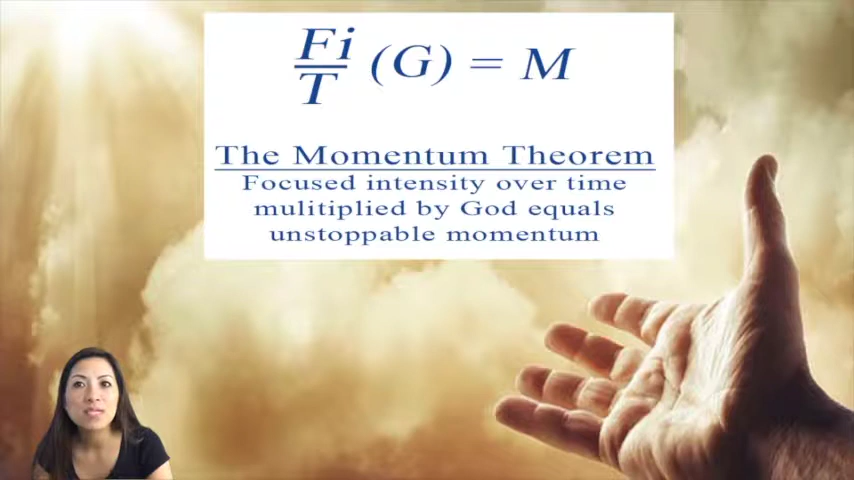 Fi
T (G) = M
The Momentum Theorem
Focused intensity over time
mulitiplied by God equals
unstoppable momentum